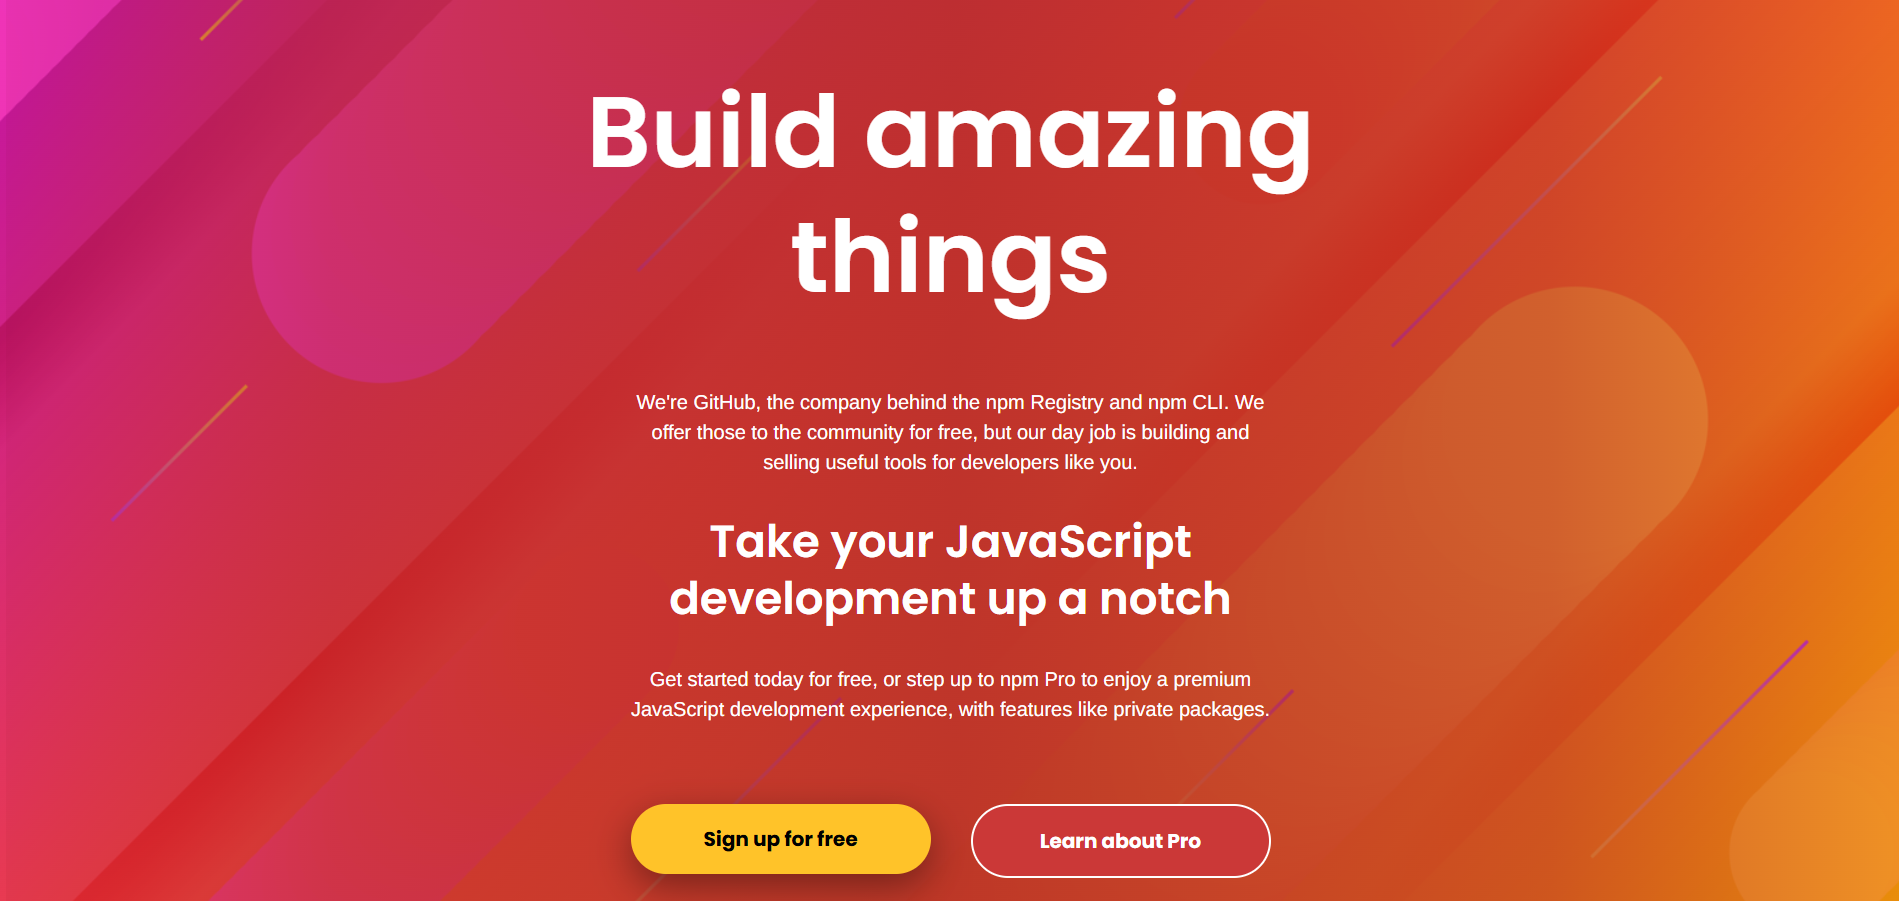 Build amazing
things
We're GitHub, the company behind the npm Registry and npm CLI. We
offer those to the community for free, but our day job is building and
selling useful tools for developers like you.
Take your JavaScript
development up a notch
Get started today for free, or step up to npm Pro to enjoy a premium
JavaScript development experience, with features like private packages.
Sign up for free
Learn about Pro